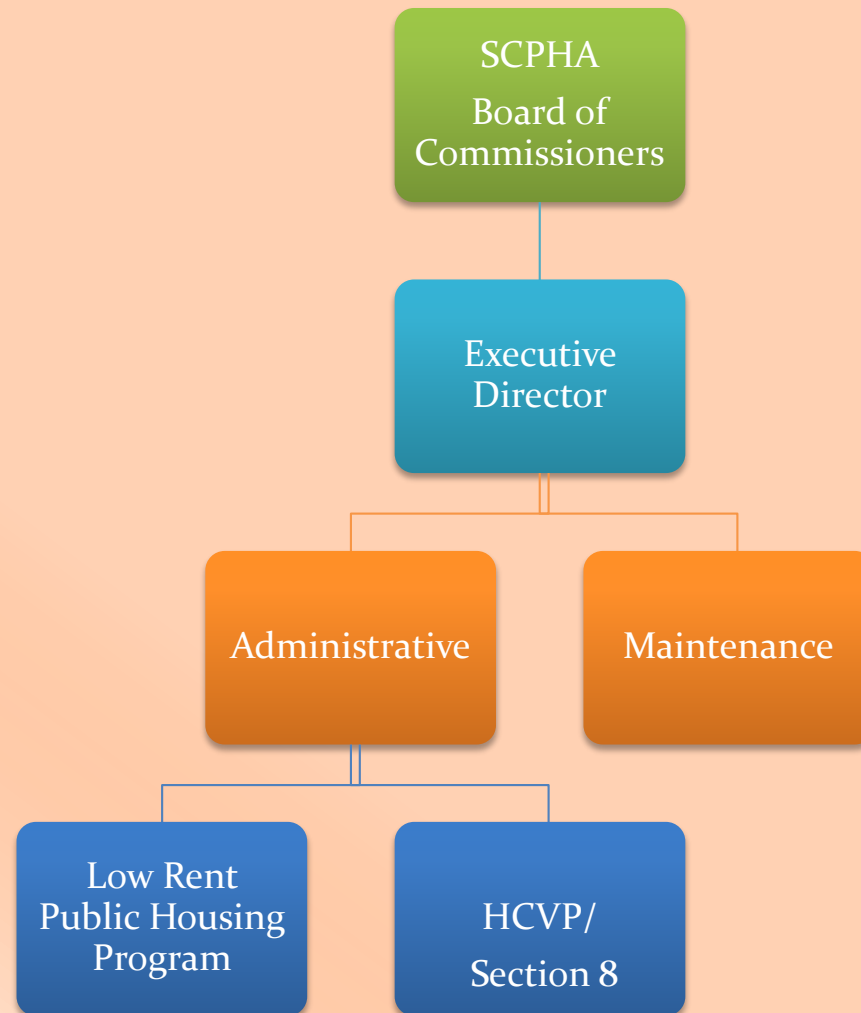 SCPHA
Board of
Commissioners
Executive
Director
Administrative
Maintenance
Low Rent
Public Housing
Program
HCVP/
Section 8